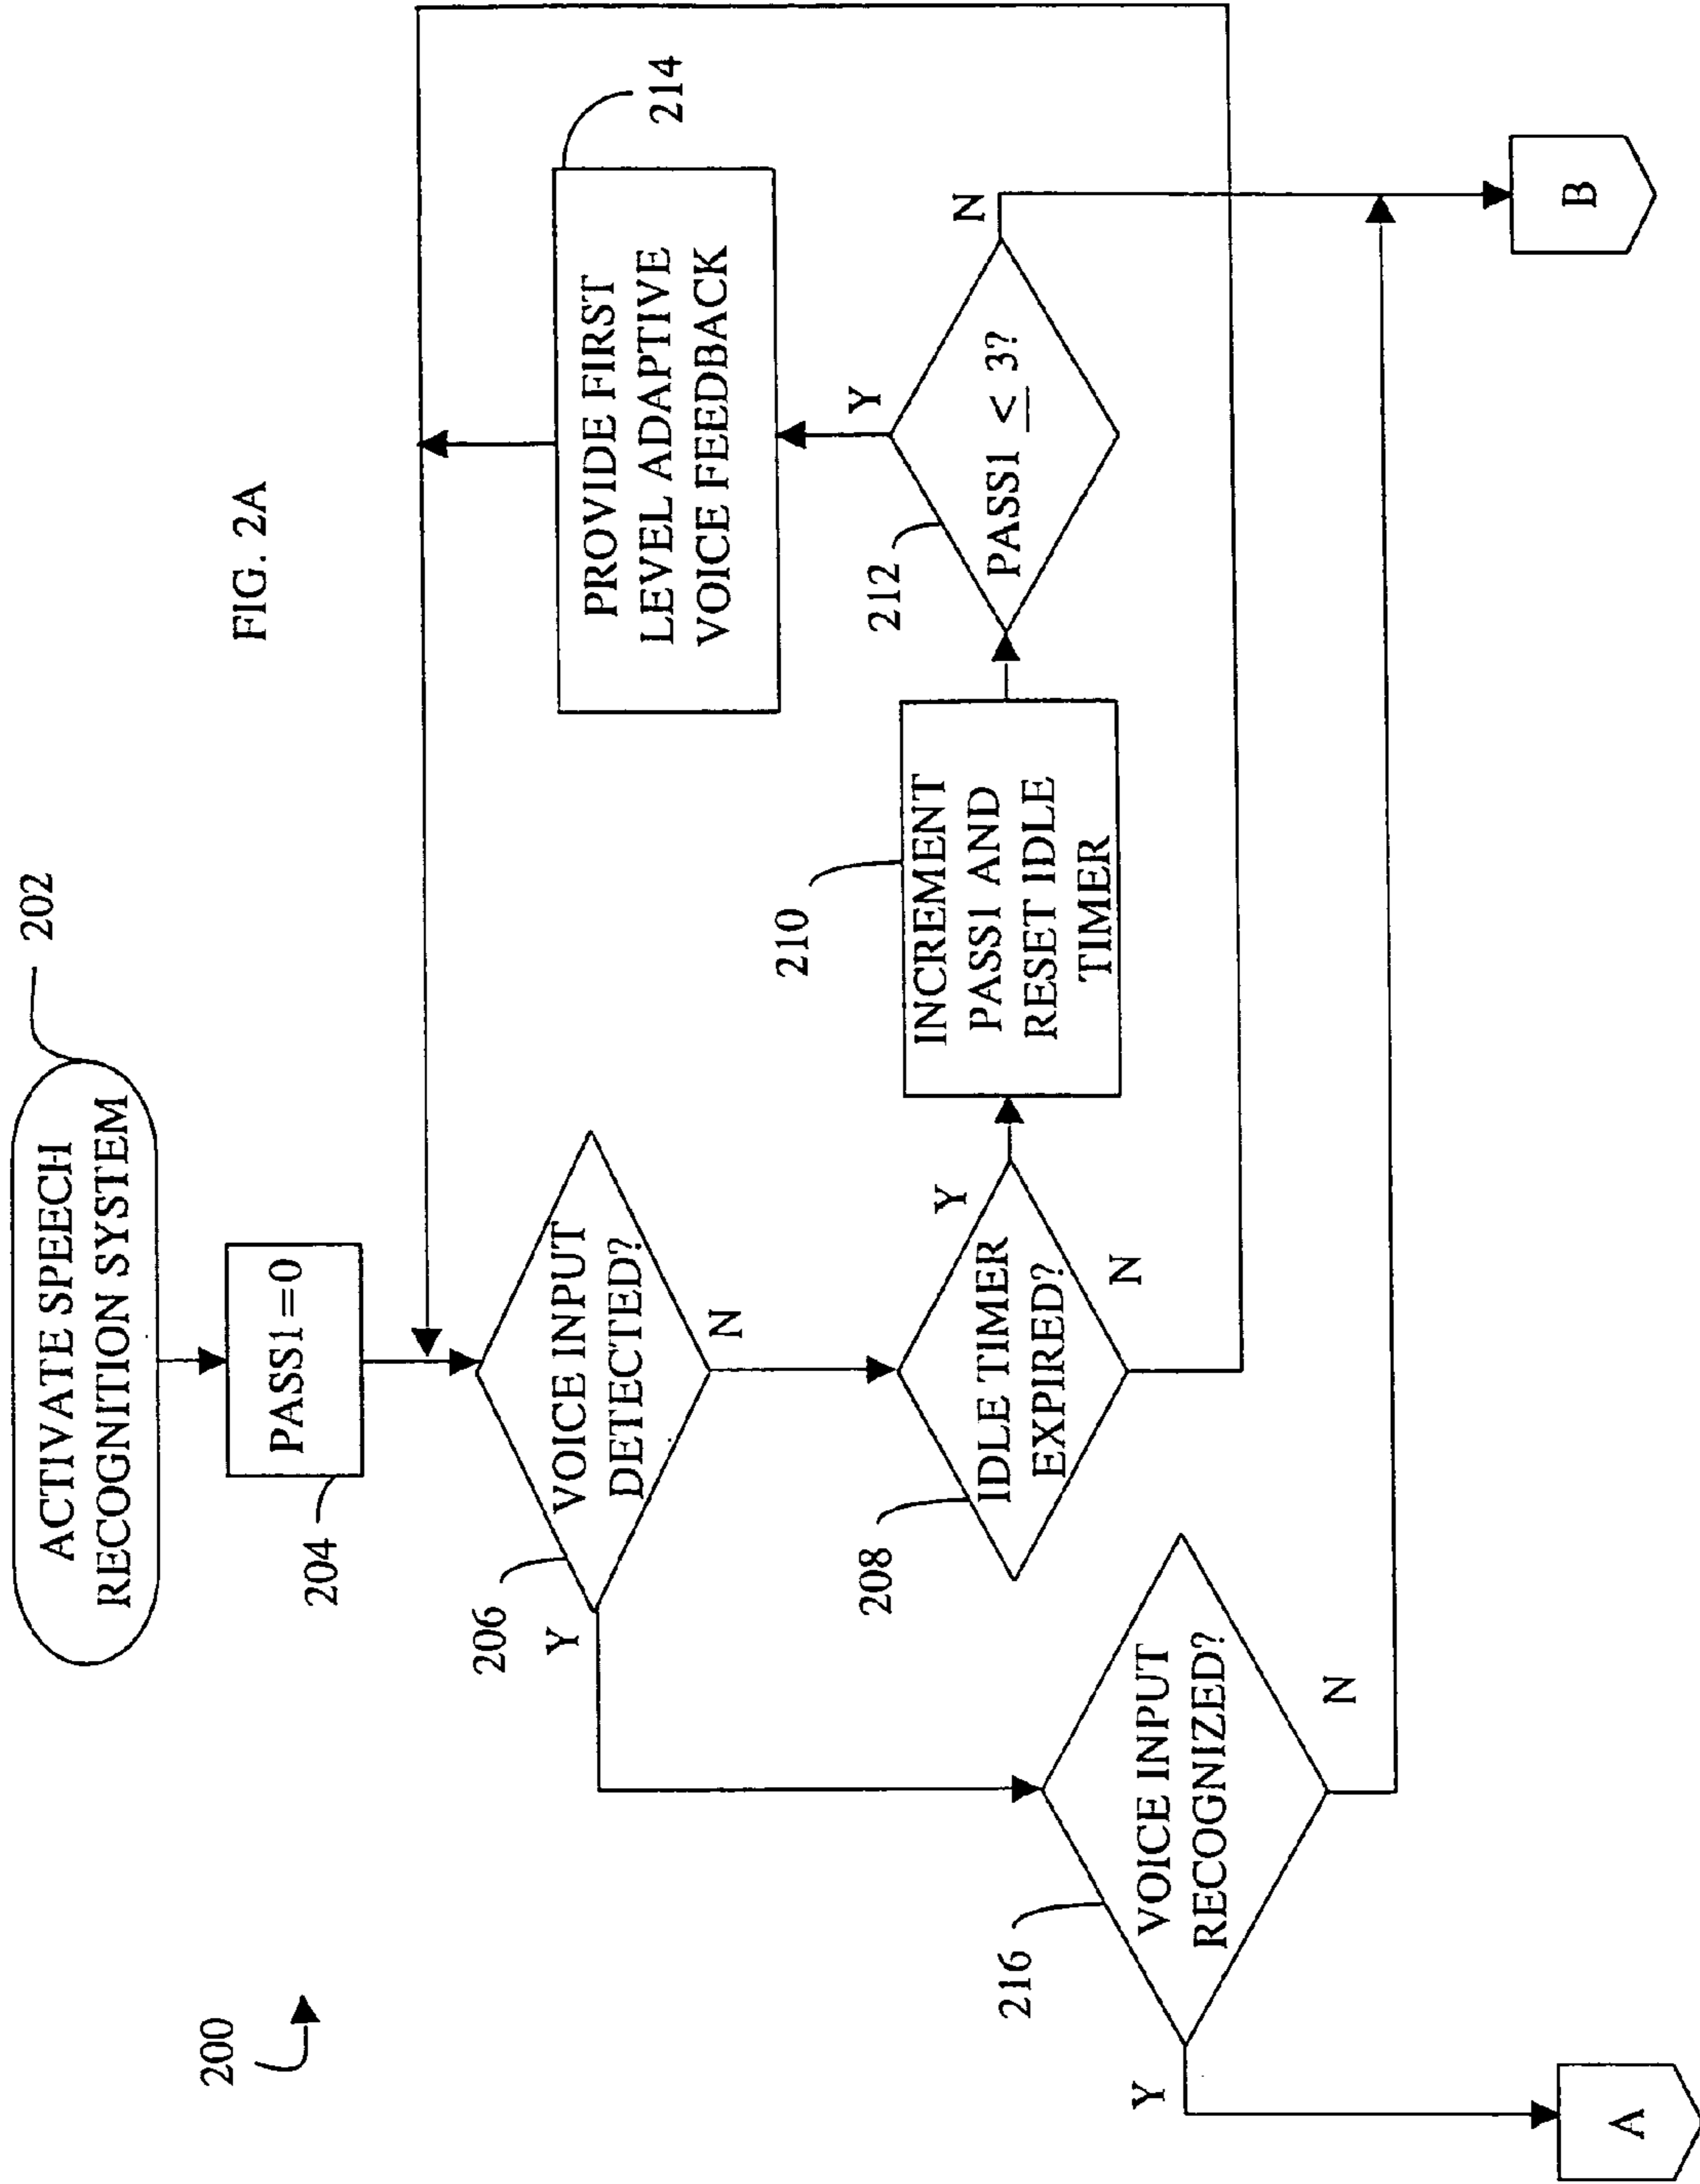 200
FIG. 2A
ACTIVATE SPEECH
RECOGNITION SYSTEM
202
PASS1=0
204
VOICE INPUT
DETECTED?
206
Y
N
IDLE TIMER
EXPIRED?
208
Y
N
INCREMENT
PASS1 AND
RESET IDLE
TIMER
210
PASS1 ≤ 3?
212
Y
N
PROVIDE FIRST
LEVEL ADAPTIVE
VOICE FEEDBACK
214
VOICE INPUT
RECOGNIZED?
216
Y
N
A
B